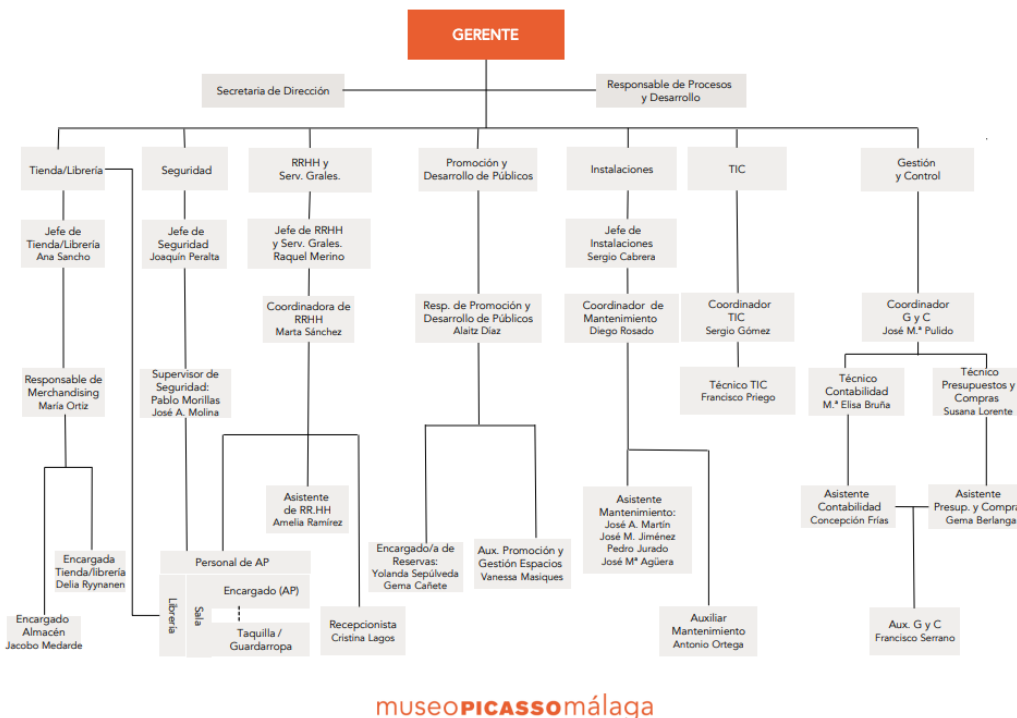 GERENTE
Secretaria de Dirección
Responsable de Procesos
y Desarrollo
Tienda/Librería
Seguridad
RRHH y
Serv. Grales.
Promoción y
Desarrollo de Públicos
Instalaciones
TIC
Gestión
y Control
Jefe de
Tienda/Librería
Ana Sancho
Jefe de
Seguridad
Joaquín Peralta
Jefe de RRHH
y Serv. Grales.
Raquel Merino
Jefe de
Instalaciones
Sergio Cabrera
Coordinadora de
RRHH
Marta Sánchez
Resp. de Promoción y
Desarrollo de Públicos
Alaitz Díaz
Coordinador de
Mantenimiento
Diego Rosado
Coordinador
TIC
Sergio Gómez
Coordinador
G y C
José M.ª Pulido
Responsable de
Merchandising
María Ortiz
Supervisor de
Seguridad:
Pablo Morillas
José A. Molina
Técnico TIC
Francisco Priego
Técnico
Contabilidad
M.ª Elisa Bruña
Técnico
Presupuestos y
Compras
Susana Lorente
Asistente
de RR.HH
Amelia Ramírez
Asistente
Mantenimiento:
José A. Martín
José M. Jiménez
Pedro Jurado
José Mª Agüera
Asistente
Contabilidad
Concepción Frías
Asistente
Presup. y Compra
Gema Berlanga
Encargada
Tienda/librería
Delia Ryynanen
Personal de AP
Librería
Sala
Encargado (AP)
Taquilla /
Guardarropa
Encargado/a de
Reservas:
Yolanda Sepúlveda
Gema Cañete
Aux. Promoción y
Gestión Espacios
Vanessa Masiques
Encargado
Almacén
Jacobo Medarde
Recepcionista
Cristina Lagos
Auxiliar
Mantenimiento
Antonio Ortega
Aux. G y C
Francisco Serrano
museoPICASSOmálaga